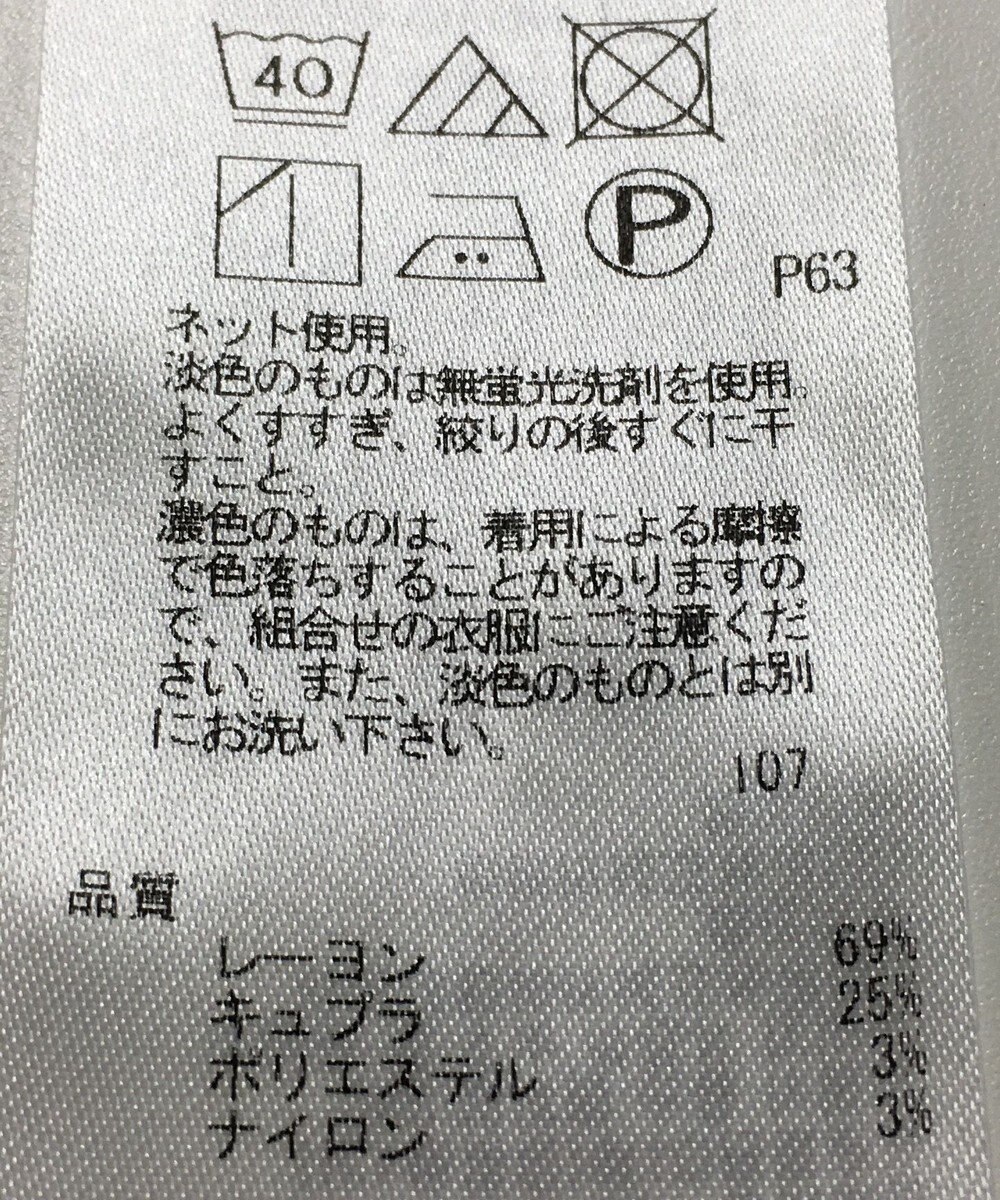 40
P
P63
ネット使用。
淡色のものは無蛍光洗剤を使用。
よくすすぎ、絞りの後すぐに干
すこと。
濃色のものは、着用による摩擦
で色落ちすることがありますの
で、組合せの衣服にご注意くだ
さい。また、淡色のものとは別
にお洗い下さい。
107
品質
レーヨン 69%
キュプラ 25%
ポリエステル 3%
ナイロン 3%